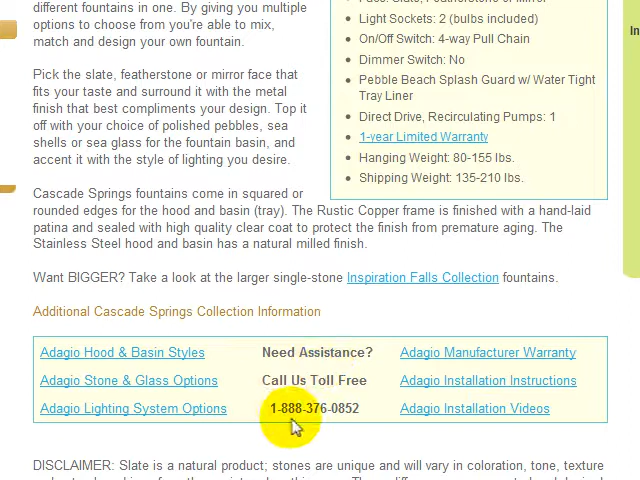 different fountains in one. By giving you multiple
options to choose from you're able to mix,
match and design your own fountain.
Pick the slate, featherstone or mirror face that
fits your taste and surround it with the metal
finish that best compliments your design. Top it
off with your choice of polished pebbles, sea
shells or sea glass for the fountain basin, and
accent it with the style of lighting you desire.
Light Sockets: 2 (bulbs included)
On/Off Switch: 4-way Pull Chain
Dimmer Switch: No
Pebble Beach Splash Guard w/ Water Tight
Tray Liner
Direct Drive, Recirculating Pumps: 1
1-year Limited Warranty
Hanging Weight: 80-155 lbs.
Shipping Weight: 135-210 lbs.
In
Cascade Springs fountains come in squared or
rounded edges for the hood and basin (tray). The Rustic Copper frame is finished with a hand-laid
patina and sealed with high quality clear coat to protect the finish from premature aging. The
Stainless Steel hood and basin has a natural milled finish.
Want BIGGER? Take a look at the larger single-stone Inspiration Falls Collection fountains.
Additional Cascade Springs Collection Information
Adagio Hood & Basin Styles Need Assistance? Adagio Manufacturer Warranty
Adagio Stone & Glass Options Call Us Toll Free Adagio Installation Instructions
Adagio Lighting System Options 1-888-376-0852 Adagio Installation Videos
DISCLAIMER: Slate is a natural product; stones are unique and will vary in coloration, tone, texture